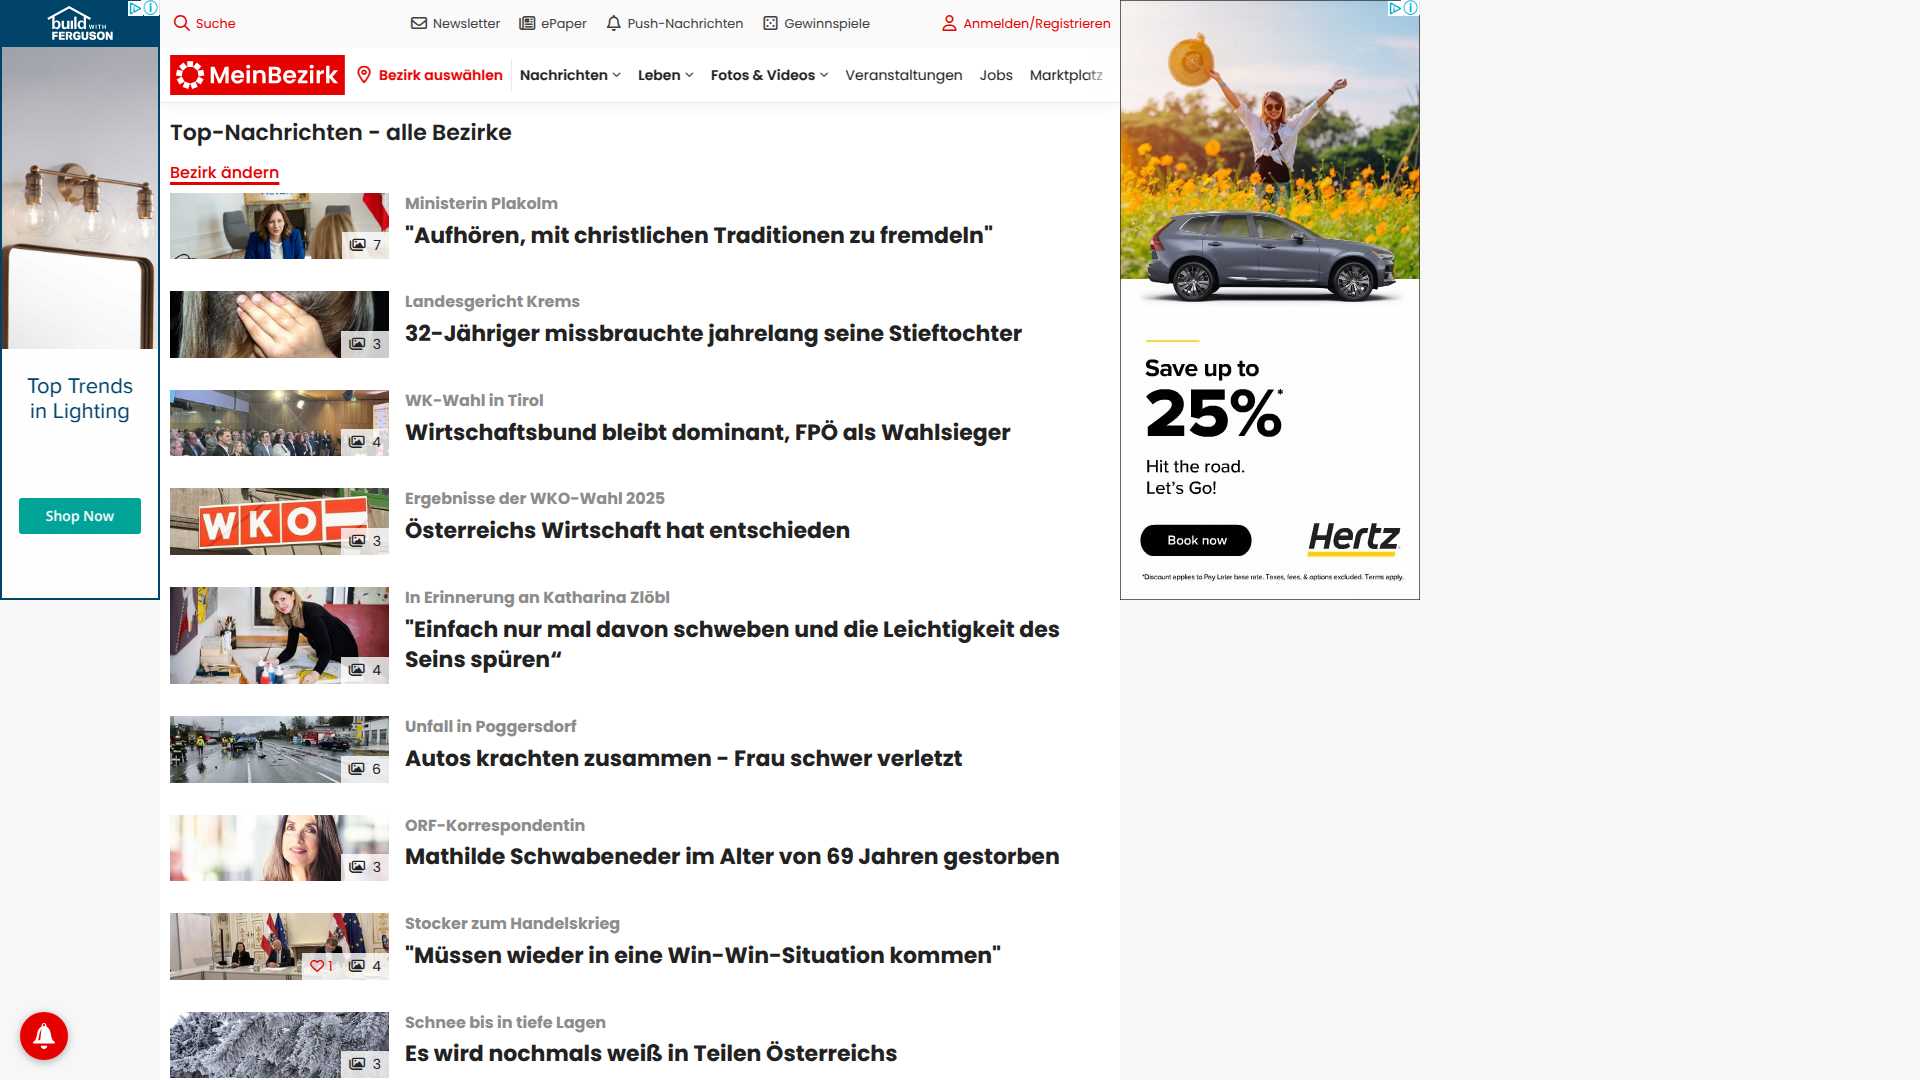 build WITH
FERGUSON
Top Trends
in Lighting
Shop Now
Suche
Newsletter
ePaper
Push-Nachrichten
Gewinnspiele
Anmelden/Registrieren
MeinBezirk
Bezirk auswählen
Nachrichten
Leben
Fotos & Videos
Veranstaltungen
Jobs
Marktplatz
Top-Nachrichten - alle Bezirke
Bezirk ändern
7
Ministerin Plakolm
"Aufhören, mit christlichen Traditionen zu fremdeln"
3
Landesgericht Krems
32-Jähriger missbrauchte jahrelang seine Stieftochter
4
WK-Wahl in Tirol
Wirtschaftsbund bleibt dominant, FPÖ als Wahlsieger
WKO
3
Ergebnisse der WKO-Wahl 2025
Österreichs Wirtschaft hat entschieden
4
In Erinnerung an Katharina Zlöbl
"Einfach nur mal davon schweben und die Leichtigkeit des
Seins spüren“
6
Unfall in Poggersdorf
Autos krachten zusammen - Frau schwer verletzt
3
ORF-Korrespondentin
Mathilde Schwabeneder im Alter von 69 Jahren gestorben
1
4
Stocker zum Handelskrieg
"Müssen wieder in eine Win-Win-Situation kommen"
3
Schnee bis in tiefe Lagen
Es wird nochmals weiß in Teilen Österreichs
Save up to
25%*
Hit the road.
Let's Go!
Book now
Hertz
*Discount applies to Pay Later base rate. Taxes, fees, & options excluded. Terms apply.